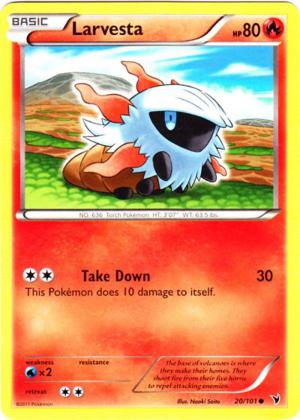 BASIC Larvesta HP 80
NO. 636 Torch Pokémon HT: 3'07" WT: 63.5 lbs.
Take Down 30
This Pokémon does 10 damage to itself.
weakness resistance
×2
The base of volcanoes is where
they make their homes. They
shoot fire from their five horns
to repel attacking enemies.
retreat
Illus. Naoki Saito
©2011 Pokémon 20/101